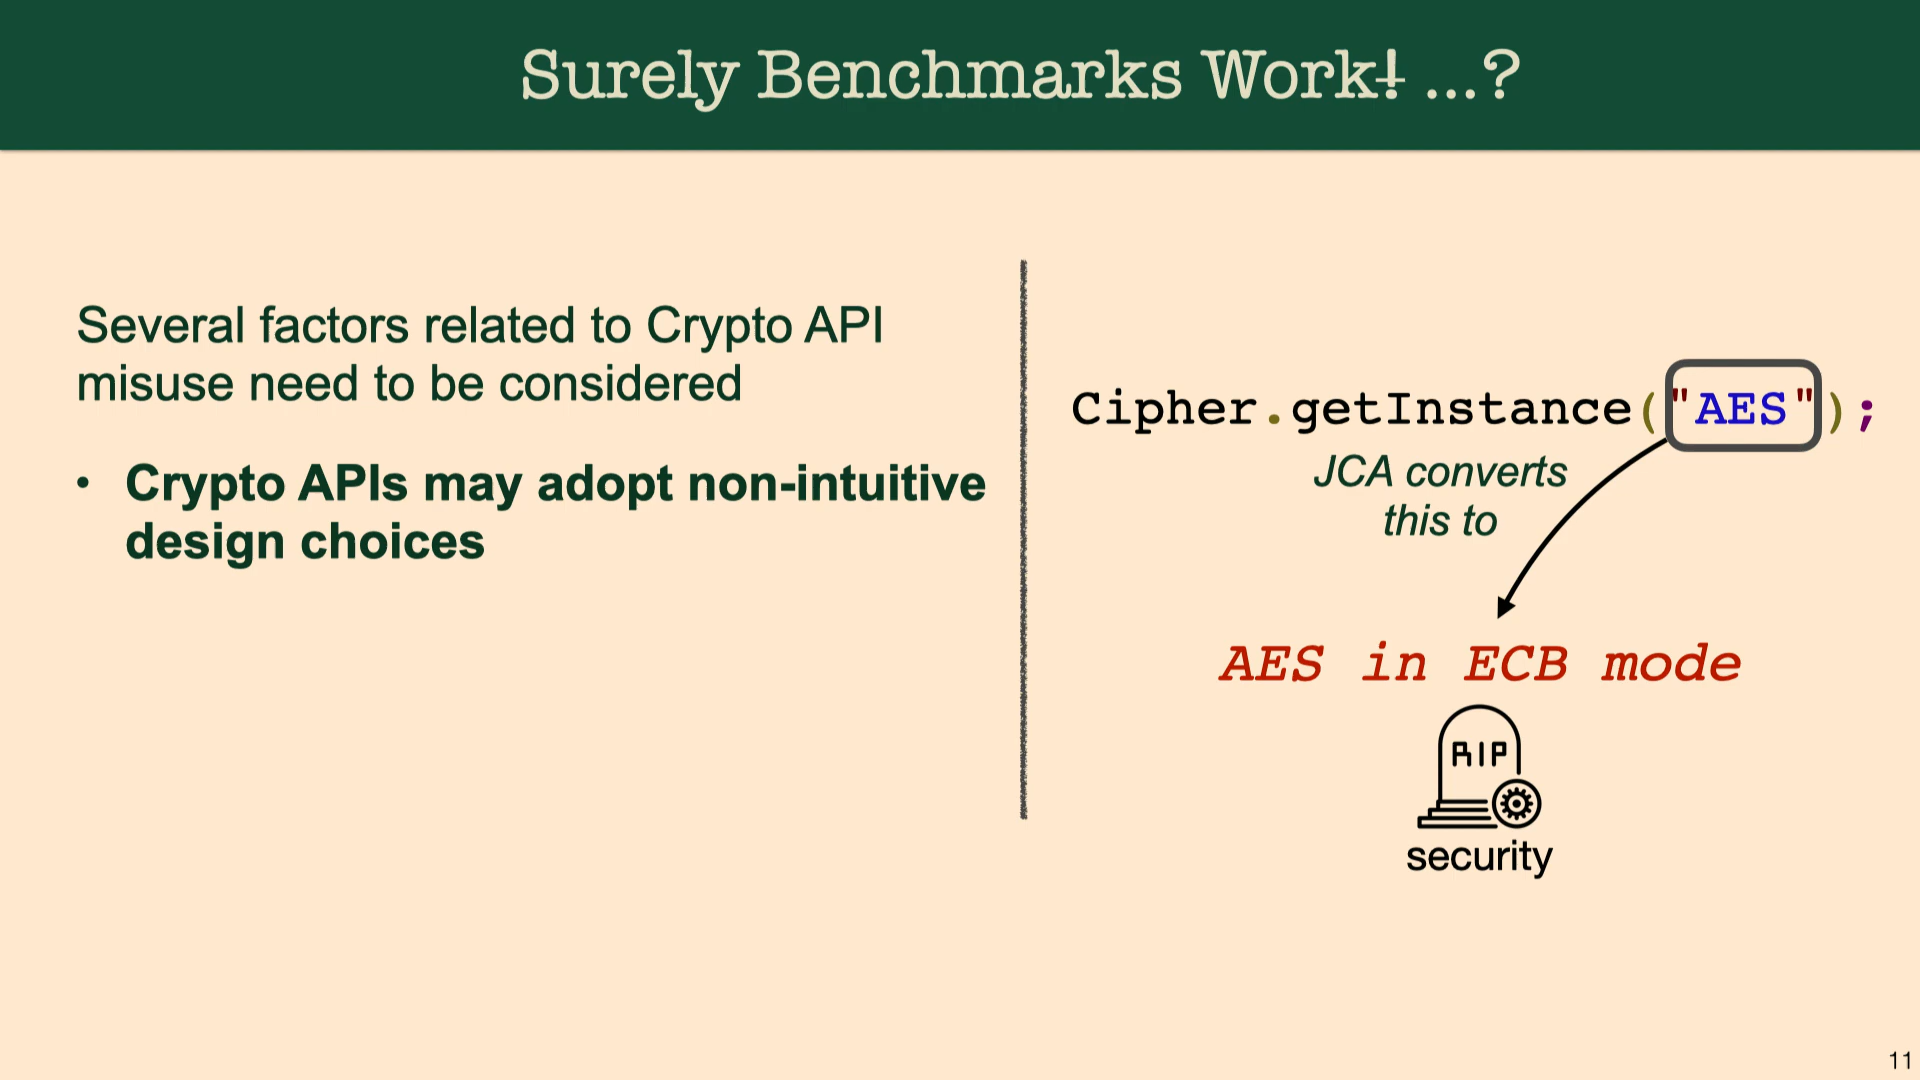 Surely Benchmarks Work! ...?
Several factors related to Crypto API
misuse need to be considered
• Crypto APIs may adopt non-intuitive
design choices
Cipher.getInstance("AES");
JCA converts
this to
AES in ECB mode
RIP
security
11